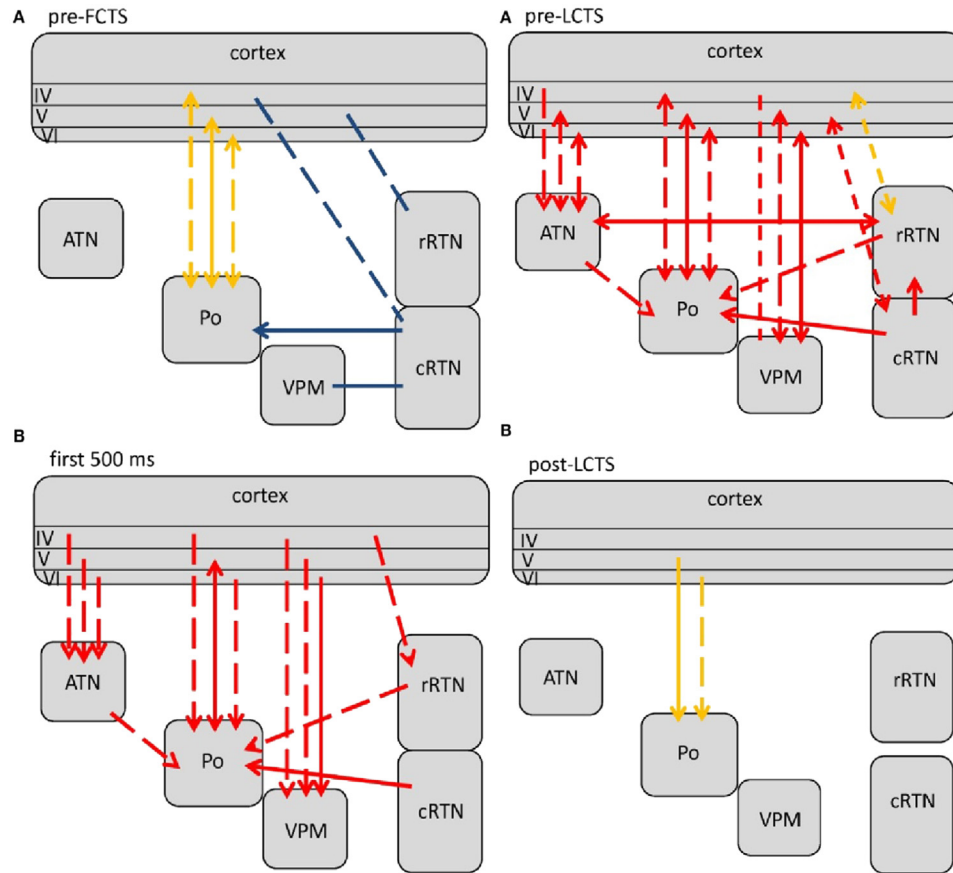 A
pre-FCTS
cortex
IV
V
VI
ATN
Po
VPM
rRTN
cRTN
B
first 500 ms
cortex
IV
V
VI
ATN
Po
VPM
rRTN
cRTN
A
pre-LCTS
cortex
IV
V
VI
ATN
Po
VPM
rRTN
cRTN
B
post-LCTS
cortex
IV
V
VI
ATN
Po
VPM
rRTN
cRTN